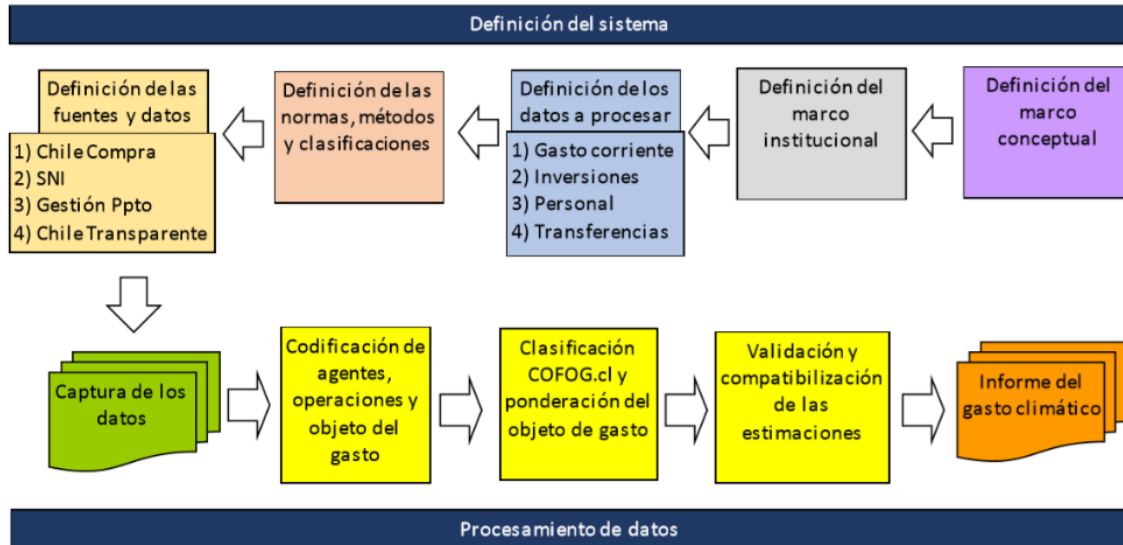 Definición del sistema
Definición de las
fuentes y datos
1) Chile Compra
2) SNI
3) Gestión Ppto
4) Chile Transparente
Definición de las
normas, métodos
y clasificaciones
Definición de los
datos a procesar
1) Gasto corriente
2) Inversiones
3) Personal
4) Transferencias
Definición del
marco
institucional
Definición del
marco
conceptual
Captura de los
datos
Codificación de
agentes,
operaciones y
objeto del
gasto
Clasificación
COFOG.cl y
ponderación del
objeto de gasto
Validación y
compatibilización
de las
estimaciones
Informe del
gasto climático
Procesamiento de datos